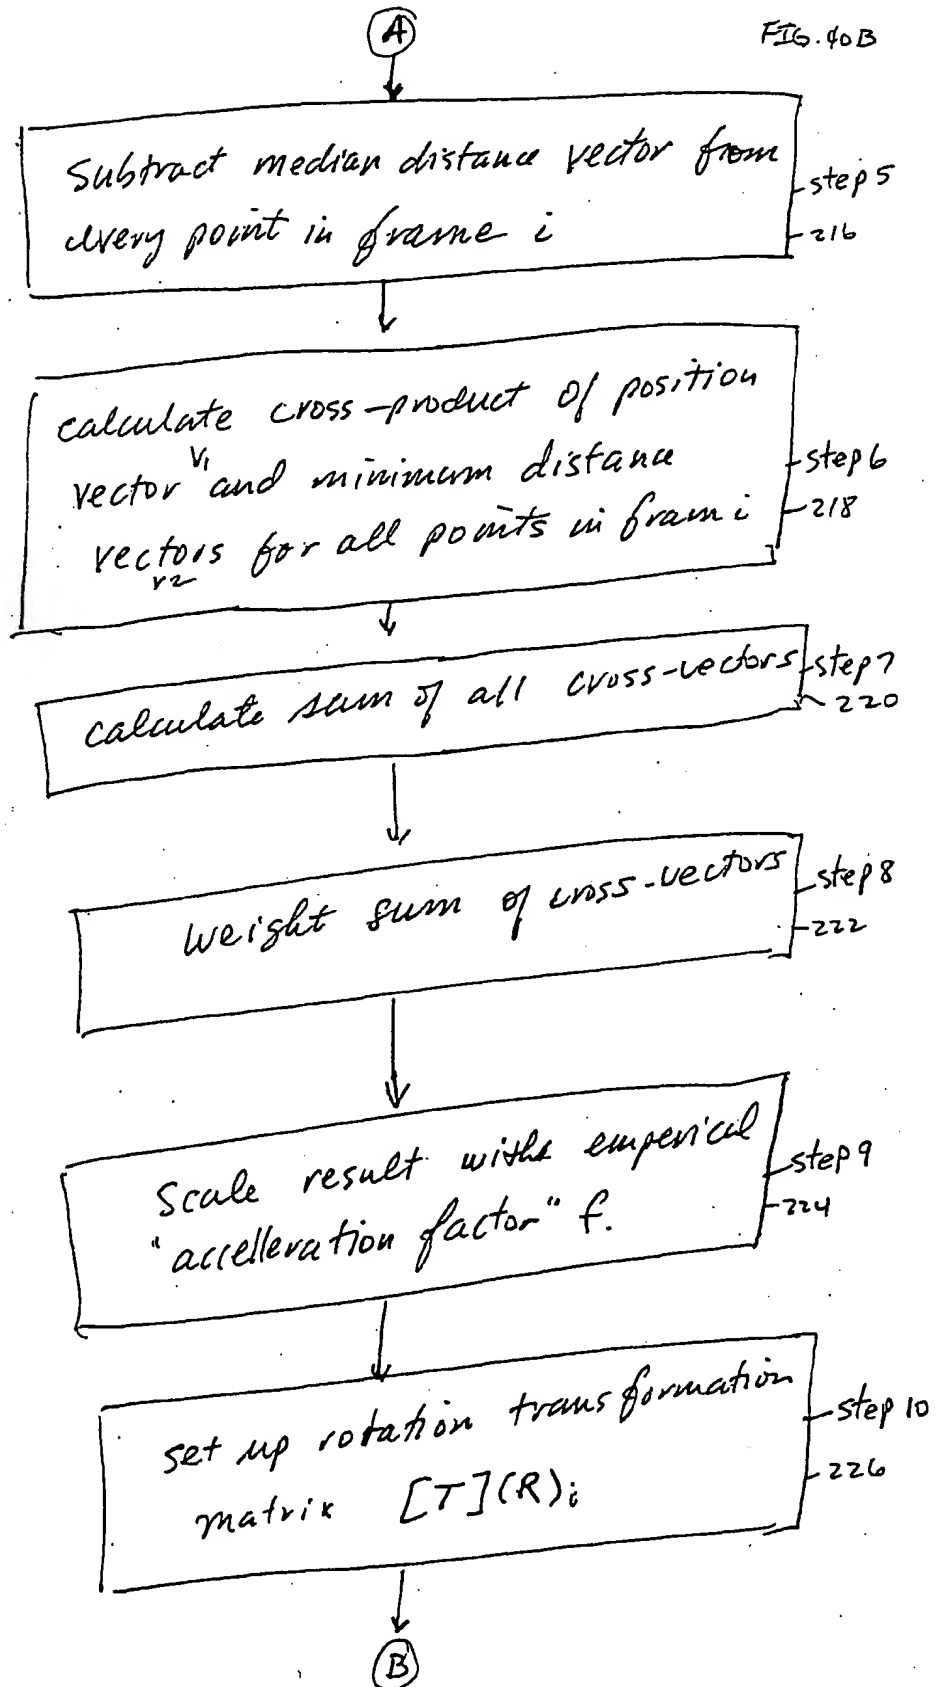 A
FIG. 40B
Subtract median distance vector from
every point in frame i
step 5
216
calculate cross-product of position
vector V1 and minimum distance
vectors v2 for all points in fram i
step 6
218
calculate sum of all cross-vectors
step 7
220
weight sum of cross-vectors
step 8
222
Scale result with emperical
"accelleration factor" f.
step 9
224
set up rotation transformation
matrix [T](R)i
step 10
226
B